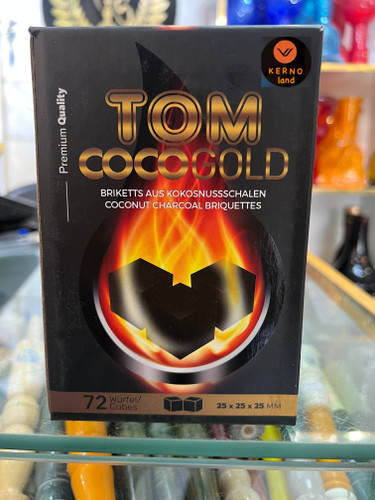 KERNO
land
Premium Quality
TOM
COCOGOLD
BRIKETTS AUS KOKOSNUSSSCHALEN
COCONUT CHARCOAL BRIQUETTES
72 Würfel/
Cubes
25 x 25 x 25 MM